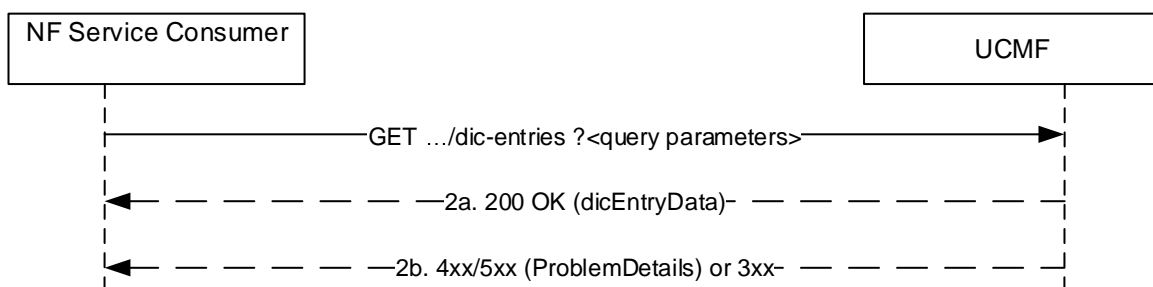 NF Service Consumer
UCMF
GET …/dic-entries ?<query parameters>
2a. 200 OK (dicEntryData)
2b. 4xx/5xx (ProblemDetails) or 3xx